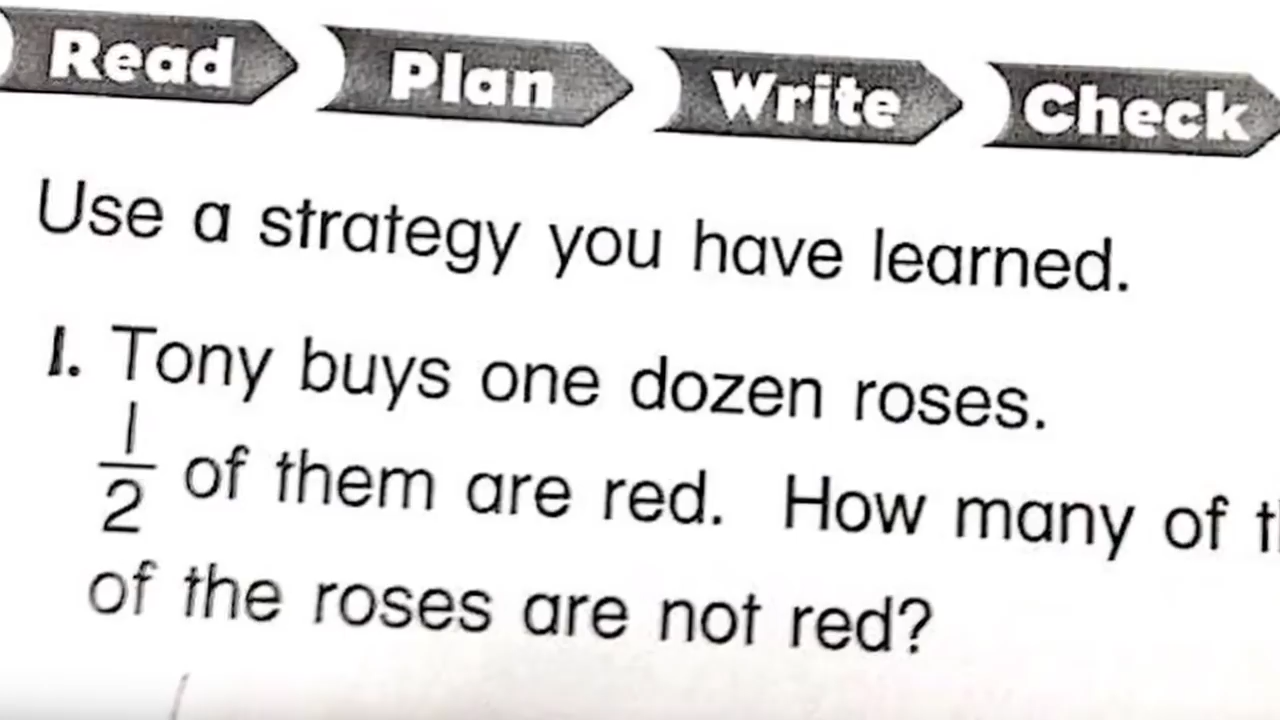 Read Plan Write Check
Use a strategy you have learned.
1. Tony buys one dozen roses.
1/2 of them are red. How many of
of the roses are not red?